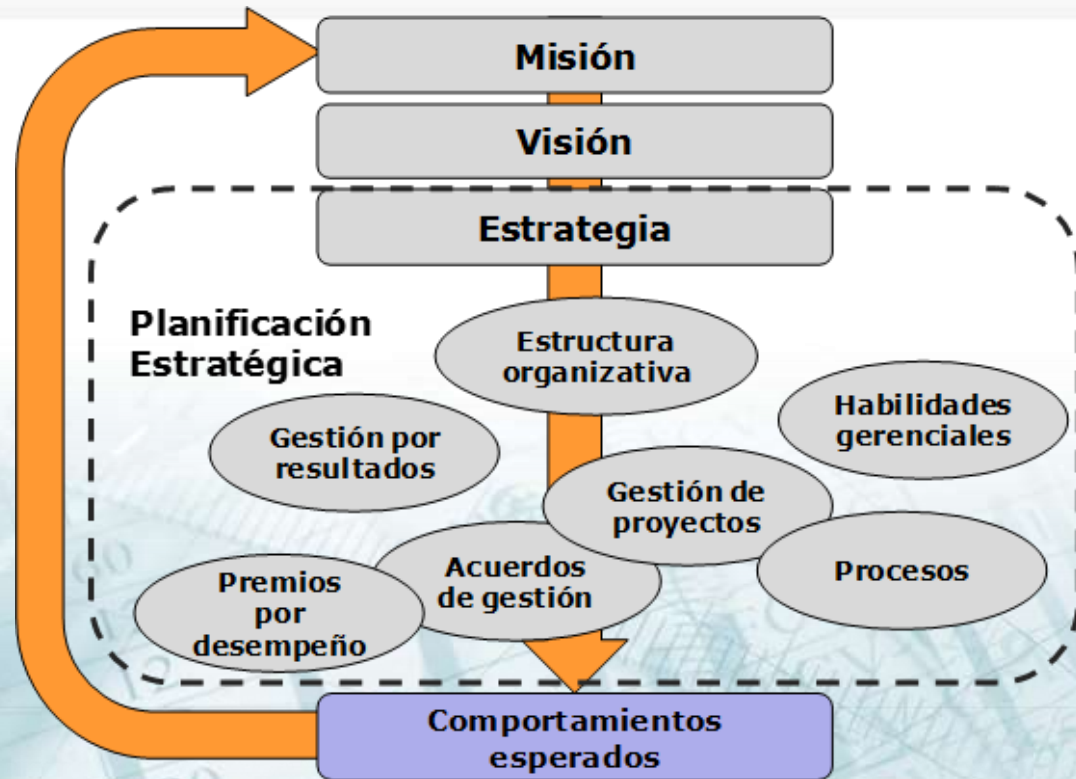 Misión
Visión
Estrategia
Planificación
Estratégica
Estructura
organizativa
Habilidades
gerenciales
Gestión por
resultados
Gestión de
proyectos
Procesos
Acuerdos
de gestión
Premios
por
desempeño
Comportamientos
esperados